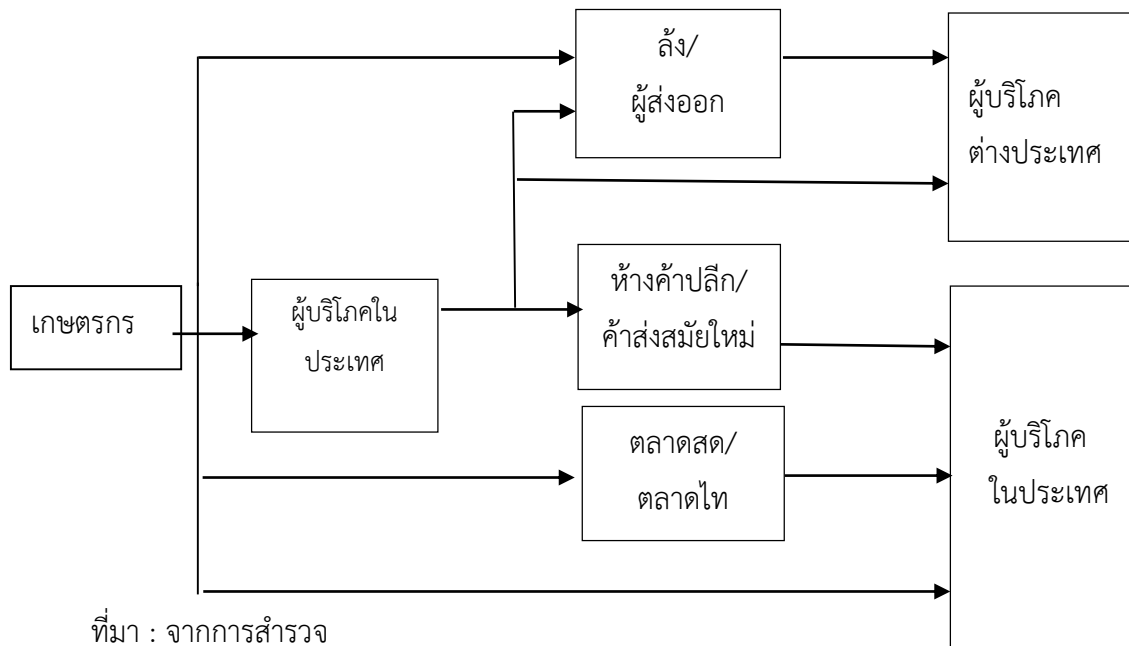 ล้ง/
ผู้ส่งออก
ผู้บริโภค
ต่างประเทศ
ห้างค้าปลีก/
ค้าส่งสมัยใหม่
เกษตรกร
ผู้บริโภคใน
ประเทศ
ตลาดสด/
ตลาดไท
ผู้บริโภค
ในประเทศ
ที่มา : จากการสำรวจ